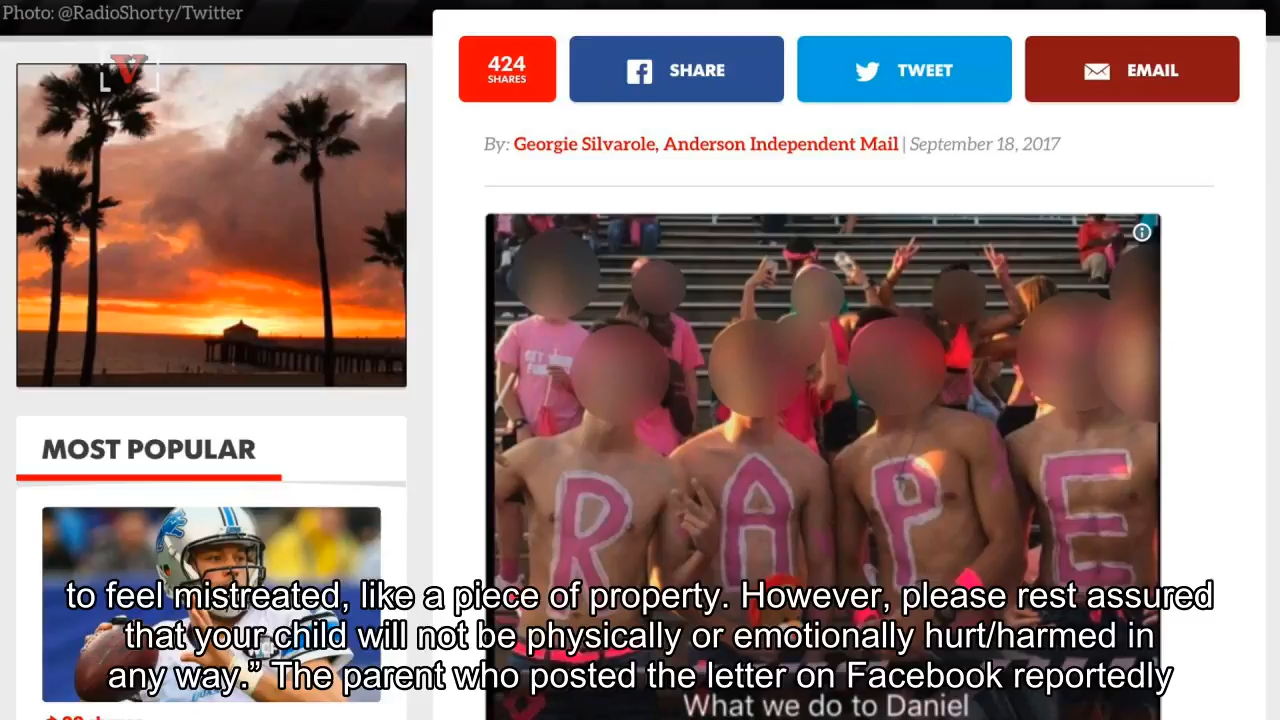 Photo: @RadioShorty/Twitter
V
424
SHARES
SHARE
TWEET
EMAIL
By: Georgie Silvarole, Anderson Independent Mail | September 18, 2017
MOST POPULAR
R A P E
to feel mistreated, like a piece of property. However, please rest assured
that your child will not be physically or emotionally hurt/harmed in
any way.” The parent who posted the letter on Facebook reportedly
What we do to Daniel